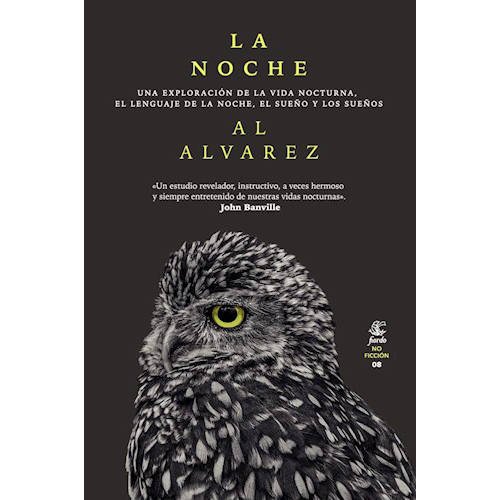 LA
NOCHE
UNA EXPLORACIÓN DE LA VIDA NOCTURNA,
EL LENGUAJE DE LA NOCHE, EL SUEÑO Y LOS SUEÑOS
AL
ALVAREZ
«Un estudio revelador, instructivo, a veces hermoso
y siempre entretenido de nuestras vidas nocturnas».
John Banville
fiordo
NO
FICCIÓN
08